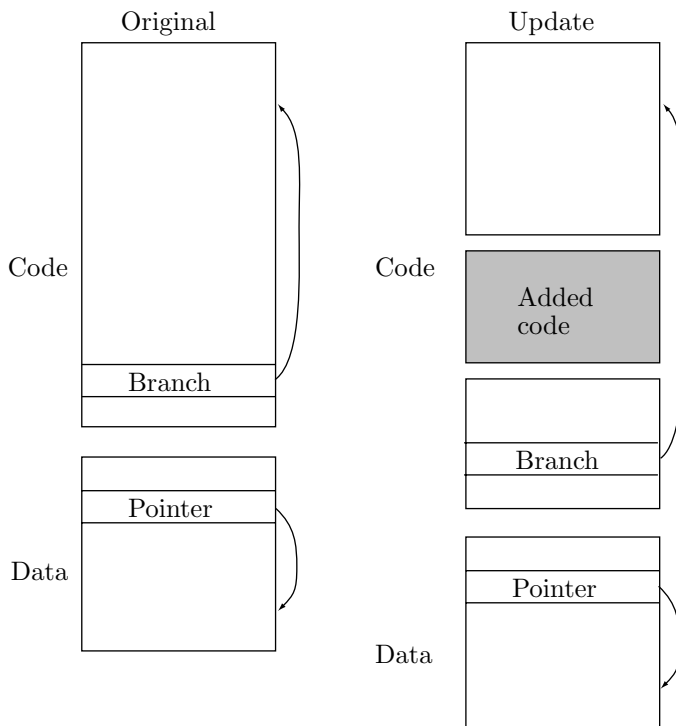 Original
Update
Code
Code
Added
code
Branch
Branch
Pointer
Pointer
Data
Data